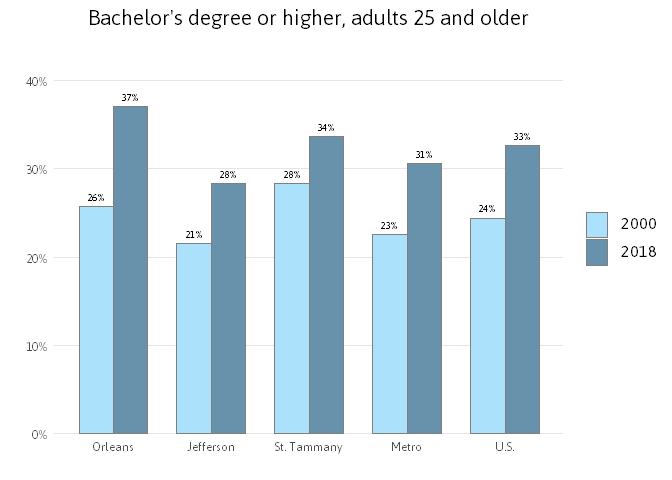 Bachelor's degree or higher, adults 25 and older
40%
30%
20%
10%
0%
26%
37%
21%
28%
28%
34%
23%
31%
24%
33%
Orleans
Jefferson
St. Tammany
Metro
U.S.
2000
2018